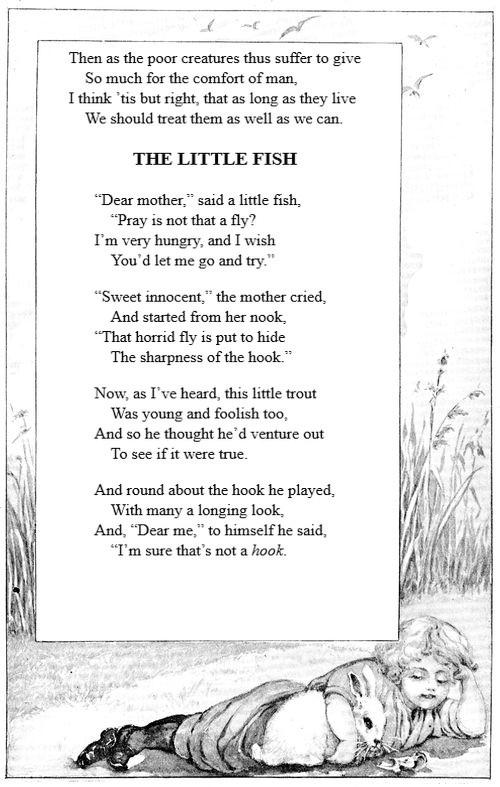 Then as the poor creatures thus suffer to give
So much for the comfort of man,
I think ’tis but right, that as long as they live
We should treat them as well as we can.
THE LITTLE FISH
“Dear mother,” said a little fish,
“Pray is not that a fly?
I’m very hungry, and I wish
You’d let me go and try.”
“Sweet innocent,” the mother cried,
And started from her nook,
“That horrid fly is put to hide
The sharpness of the hook.”
Now, as I’ve heard, this little trout
Was young and foolish too,
And so he thought he’d venture out
To see if it were true.
And round about the hook he played,
With many a longing look,
And, “Dear me,” to himself he said,
“I’m sure that’s not a hook.